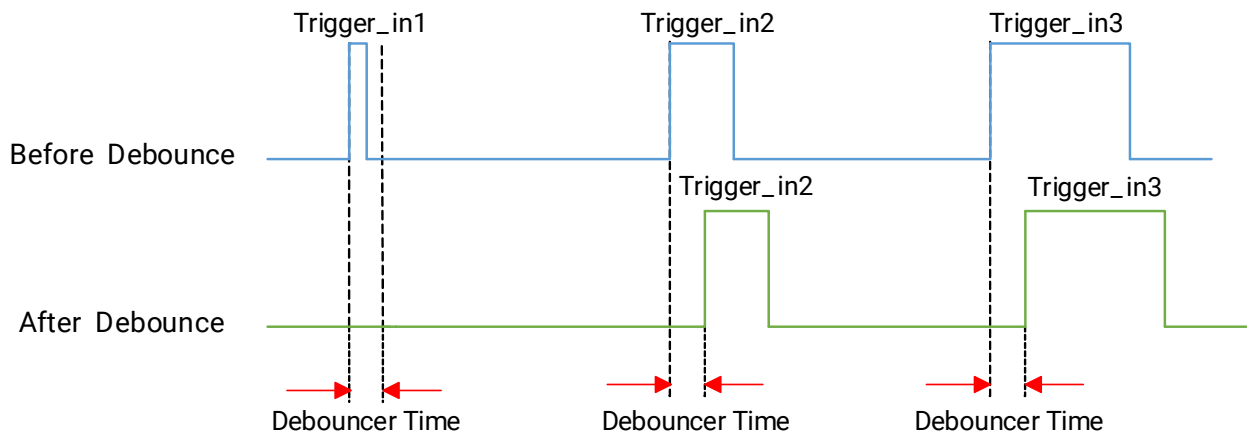 Trigger_in1
Trigger_in2
Trigger_in3
Before Debounce
Trigger_in2
Trigger_in3
After Debounce
Debouncer Time
Debouncer Time
Debouncer Time